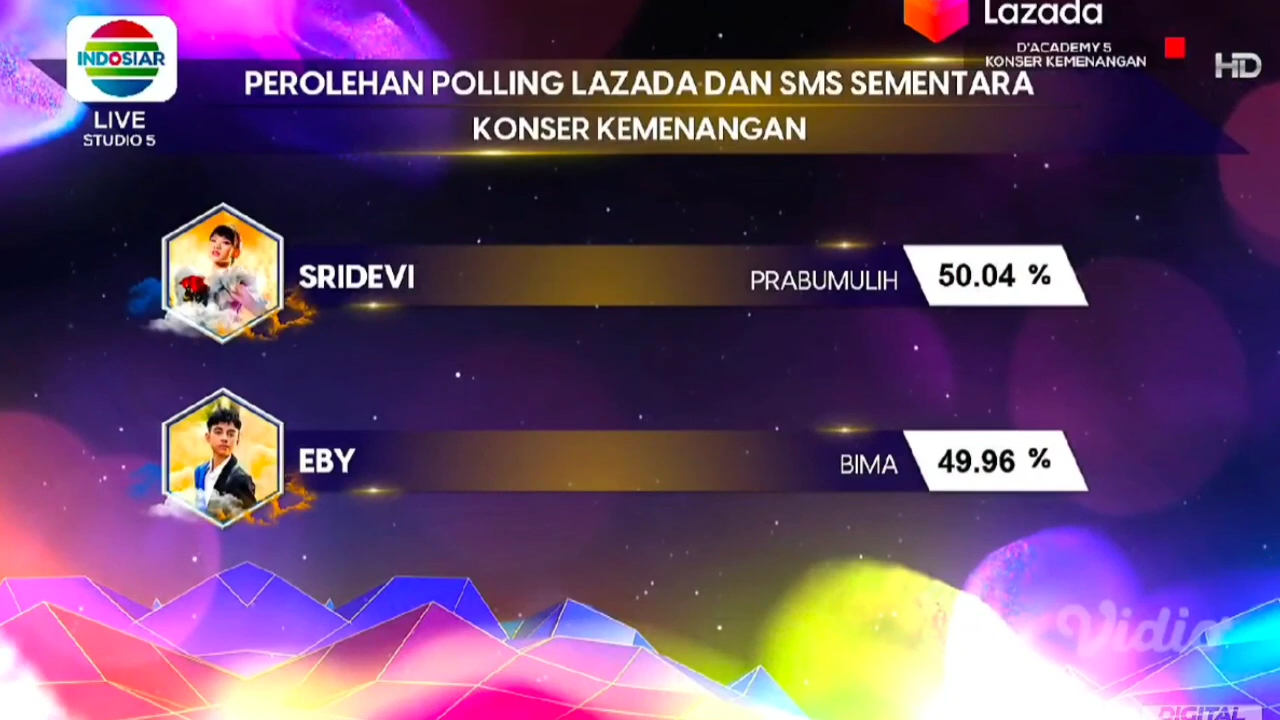 INDOSIAR
LIVE
STUDIO 5
Lazada
D'ACADEMY 5
KONSER KEMENANGAN
HD
PEROLEHAN POLLING LAZADA DAN SMS SEMENTARA
KONSER KEMENANGAN
SRIDEVI PRABUMULIH 50.04 %
EBY BIMA 49.96 %
Vidio
DIGITAL